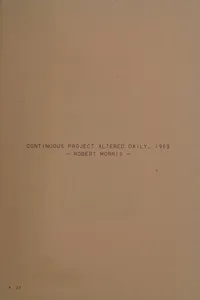 CONTINUOUS PROJECT ALTERED DAILY, 1969
- ROBERT MORRIS -